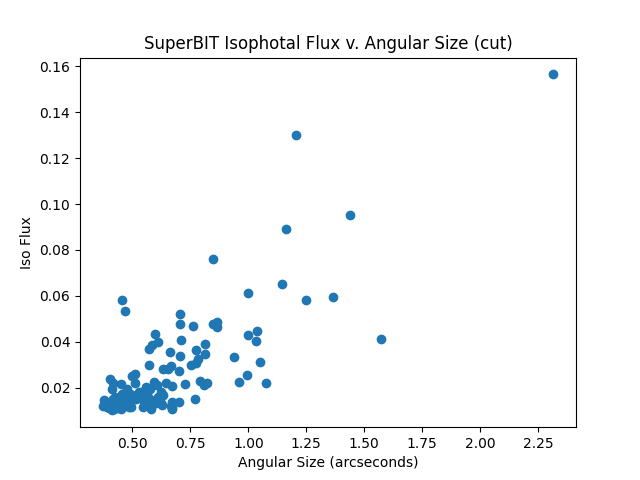 SuperBIT Isophotal Flux v. Angular Size (cut)
0.16
0.14
0.12
0.10
0.08
0.06
0.04
0.02
Iso Flux
0.50 0.75 1.00 1.25 1.50 1.75 2.00 2.25
Angular Size (arcseconds)